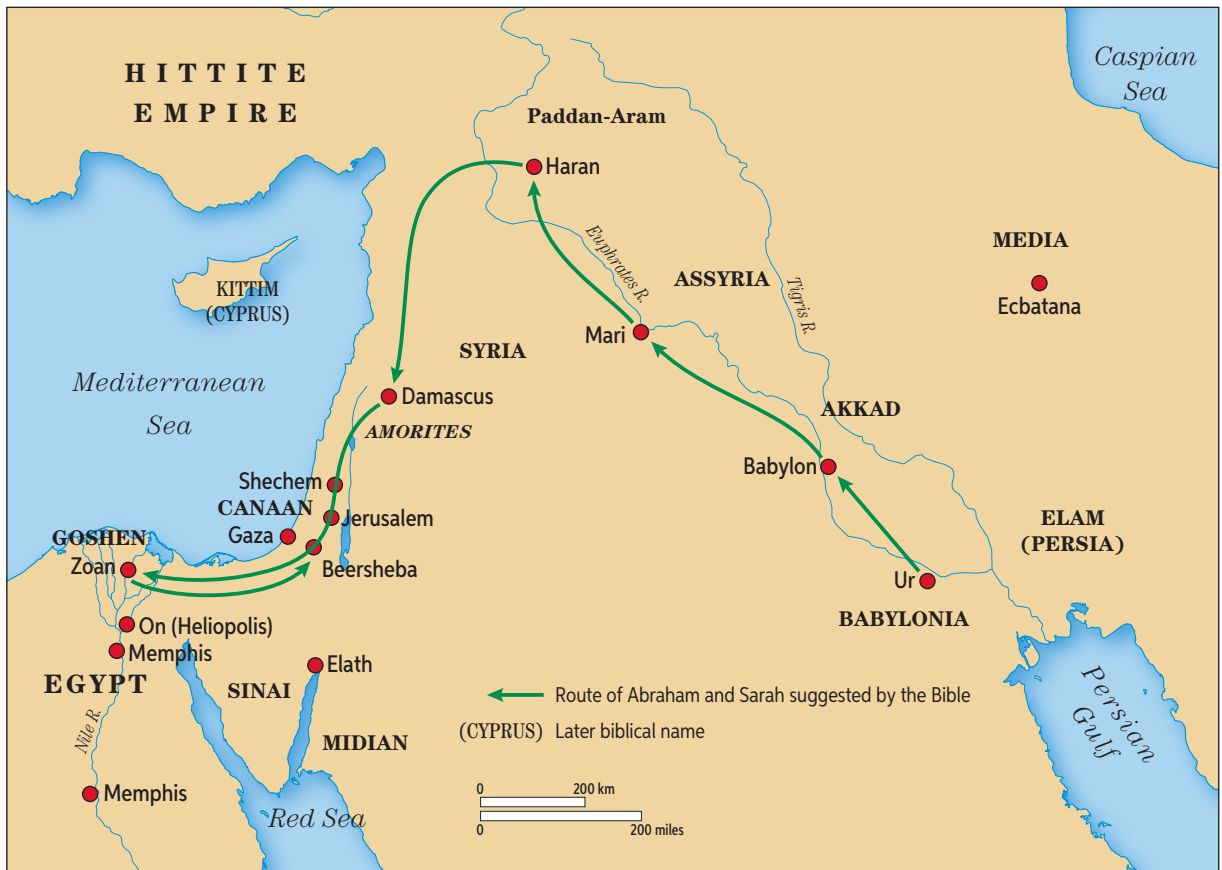 HITTITE
EMPIRE
Caspian
Sea
Paddan-Aram
Haran
Euphrates R.
ASSYRIA
Tigris R.
MEDIA
Ecbatana
KITTIM
(CYPRUS)
Mari
SYRIA
Mediterranean
Sea
Damascus
AMORITES
AKKAD
Babylon
Shechem
CANAAN
Jerusalem
Gaza
GOSHEN
Zoan
Beersheba
ELAM
(PERSIA)
Ur
BABYLONIA
On (Heliopolis)
Memphis
EGYPT
Elath
SINAI
Nile R.
MIDIAN
Persian
Gulf
Route of Abraham and Sarah suggested by the Bible
(CYPRUS) Later biblical name
Memphis
Red Sea
0 200 km
0 200 miles